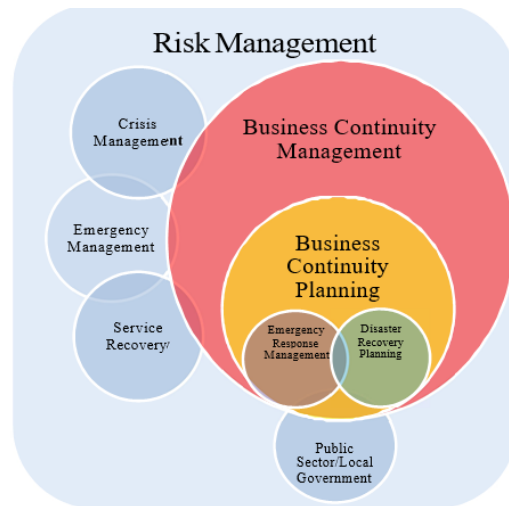 Risk Management
Crisis
Management
Business Continuity
Management
Emergency
Management
Business
Continuity
Planning
Service
Recovery/
Emergency
Response
Management
Disaster
Recovery
Planning
Public
Sector/Local
Government